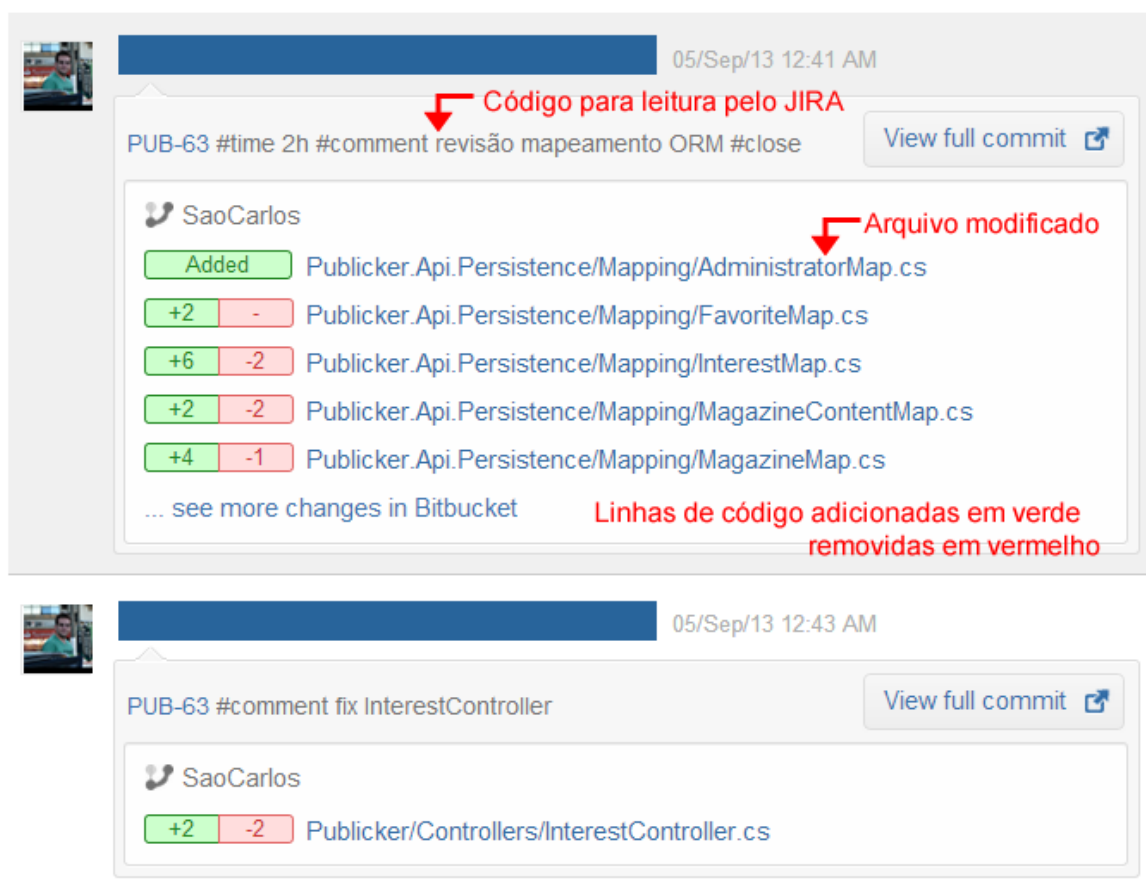 05/Sep/13 12:41 AM
Código para leitura pelo JIRA
PUB-63 #time 2h #comment revisão mapeamento ORM #close
View full commit
SaoCarlos
Arquivo modificado
Added Publicker.Api.Persistence/Mapping/AdministratorMap.cs
+2 - Publicker.Api.Persistence/Mapping/FavoriteMap.cs
+6 -2 Publicker.Api.Persistence/Mapping/InterestMap.cs
+2 -2 Publicker.Api.Persistence/Mapping/MagazineContentMap.cs
+4 -1 Publicker.Api.Persistence/Mapping/MagazineMap.cs
... see more changes in Bitbucket
Linhas de código adicionadas em verde
removidas em vermelho
05/Sep/13 12:43 AM
PUB-63 #comment fix InterestController
View full commit
SaoCarlos
+2 -2 Publicker/Controllers/InterestController.cs